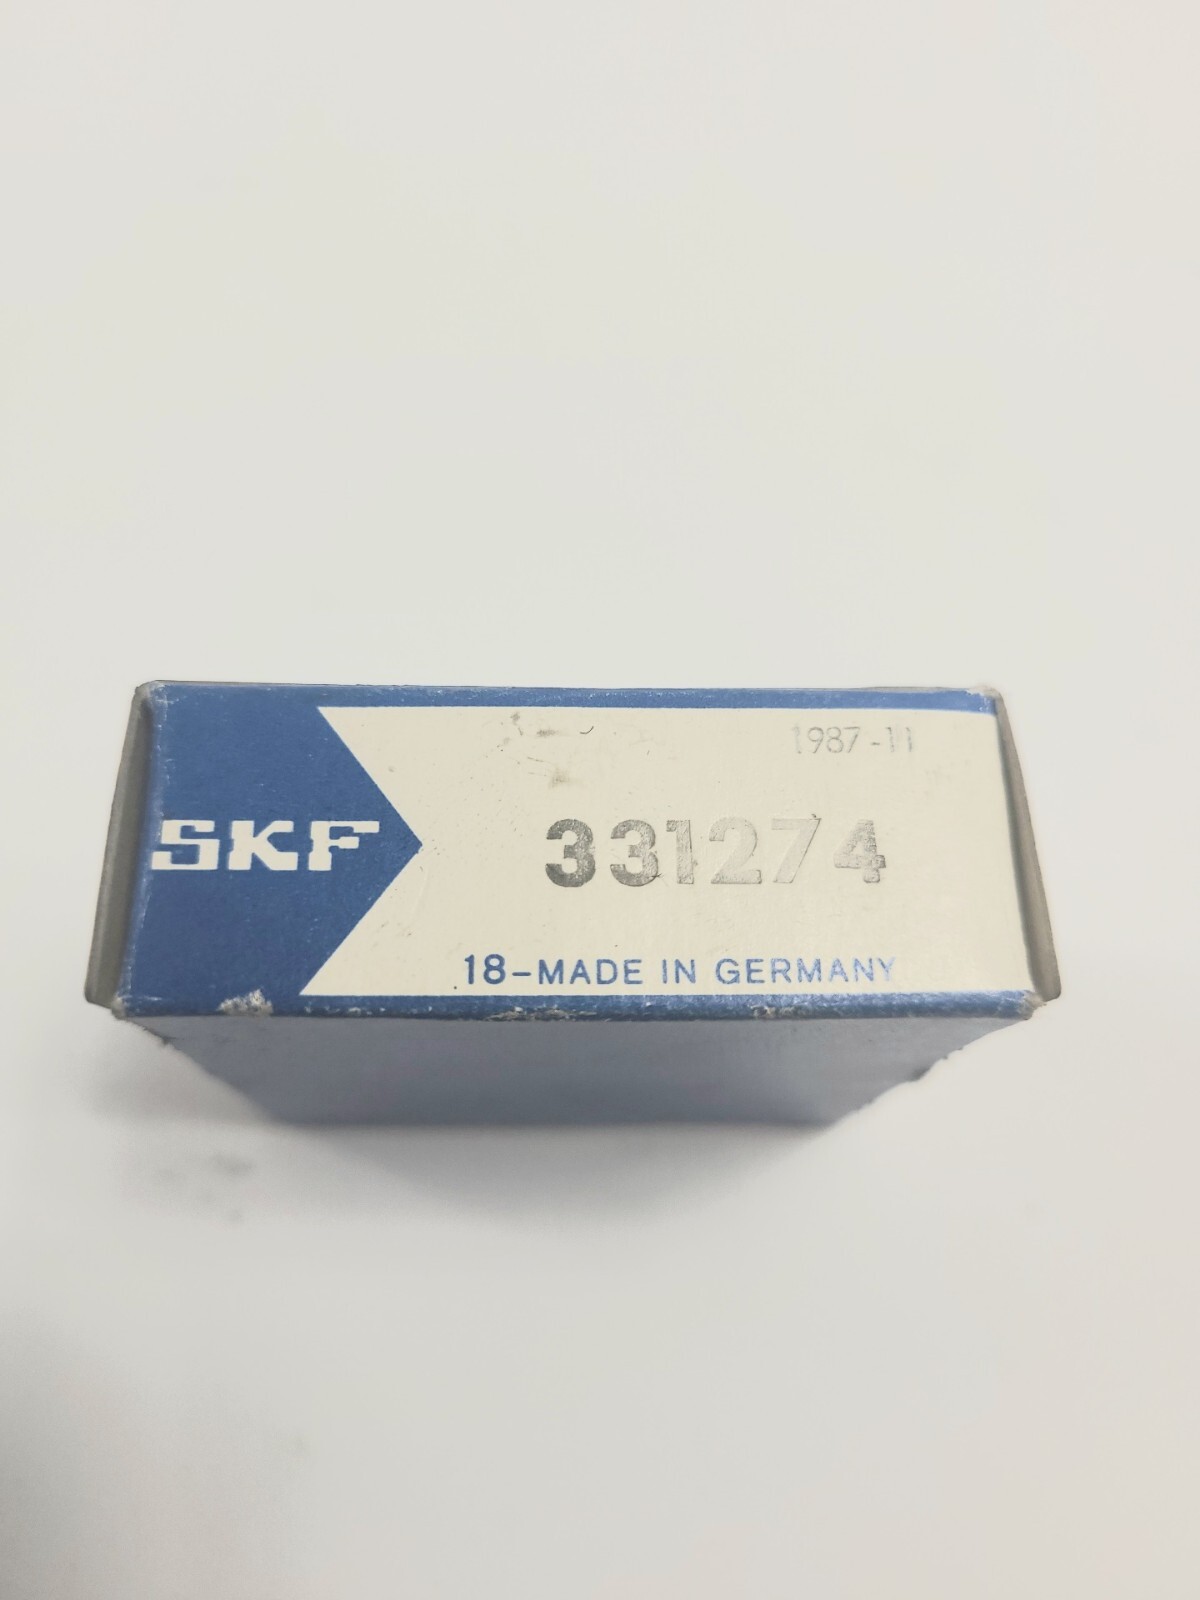 1987-11
SKF
331274
18-MADE IN GERMANY